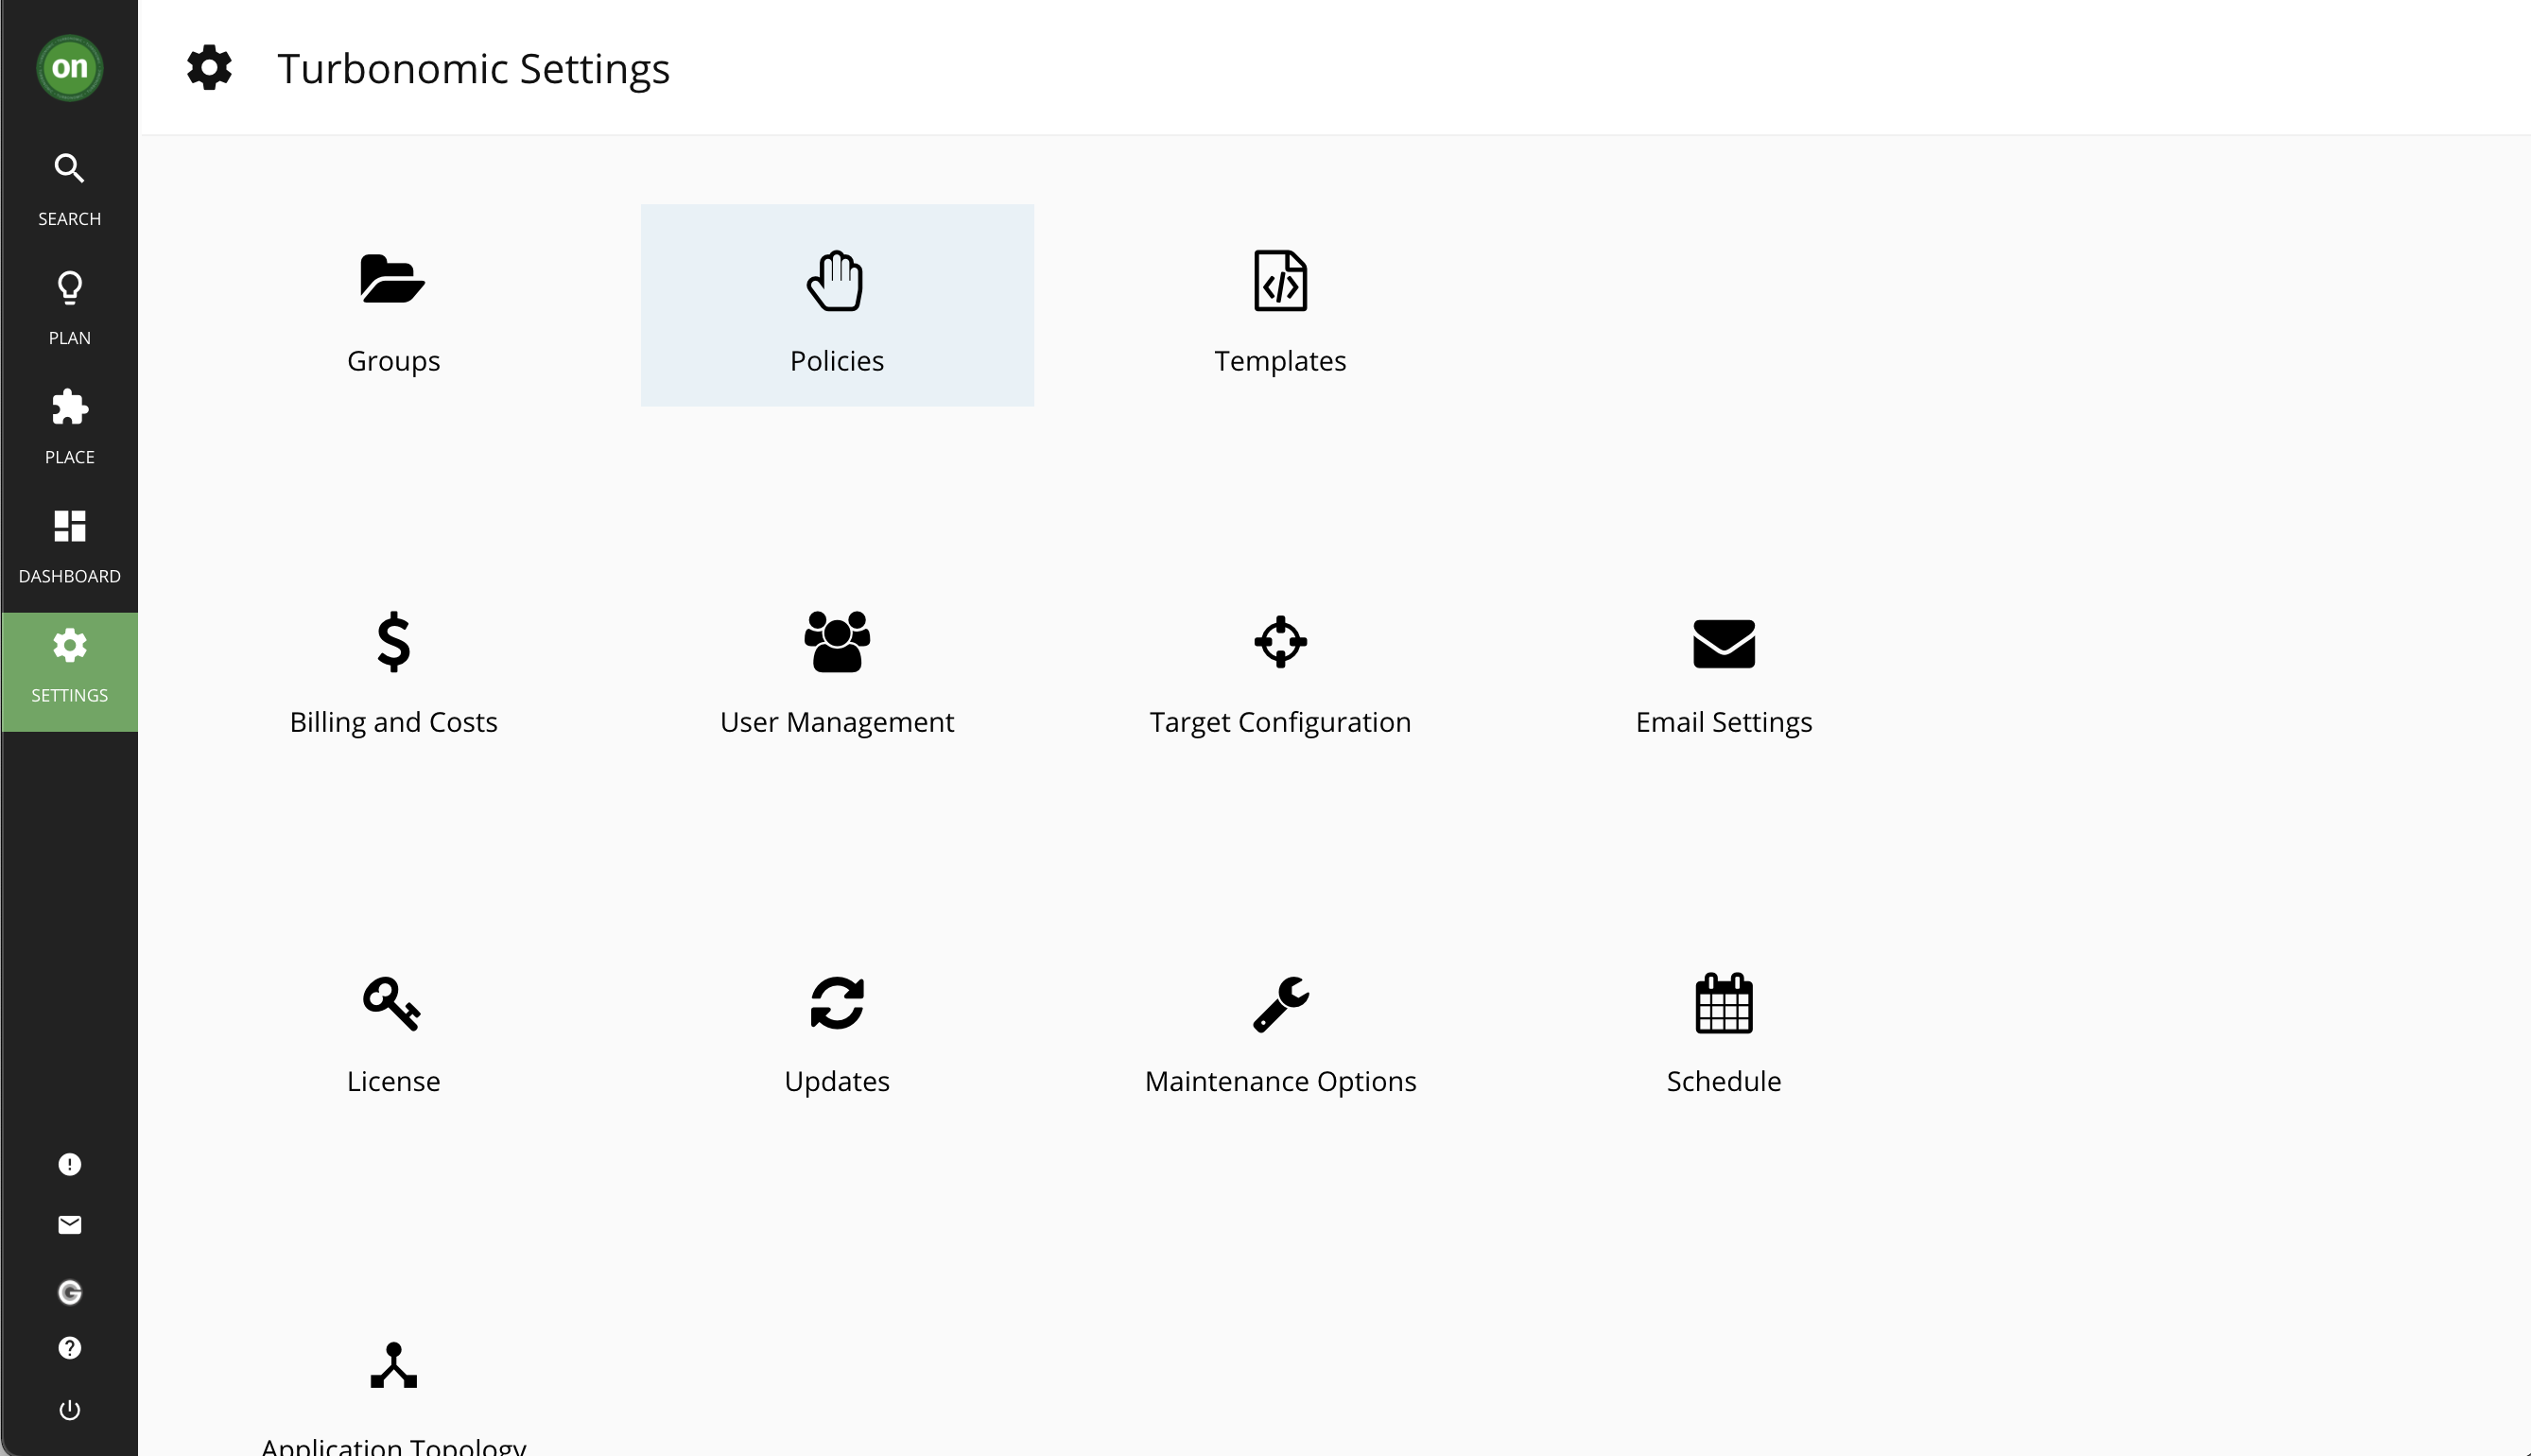 on
Turbonomic Settings
SEARCH
PLAN
PLACE
DASHBOARD
SETTINGS
Groups
Policies
Templates
Billing and Costs
User Management
Target Configuration
Email Settings
License
Updates
Maintenance Options
Schedule
Application Topology